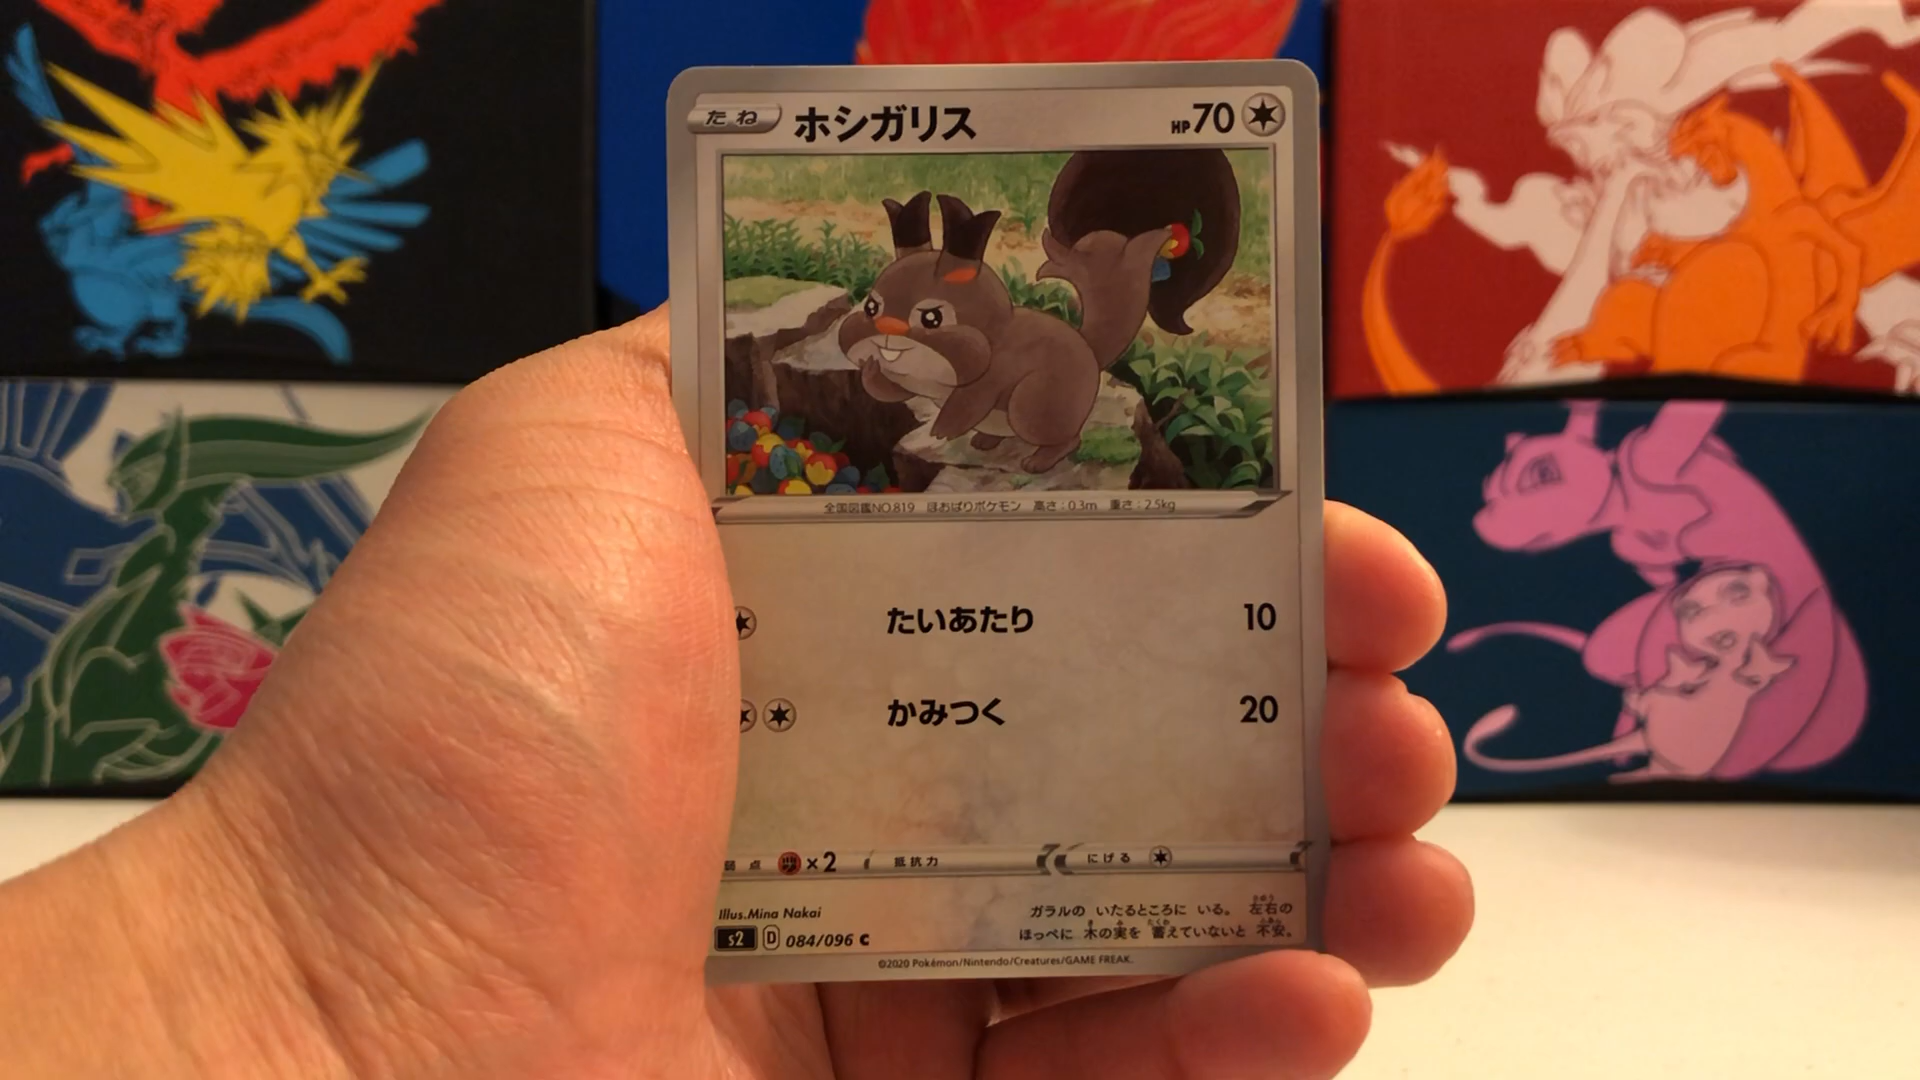 たね ホシガリス HP70
全国図鑑NO.819 ほおばりポケモン 高さ:0.3m 重さ:2.5kg
たいあたり 10
かみつく 20
弱点 ×2 抵抗力 にげる
Illus.Mina Nakai
ガラルの いたるところに いる。 左右の
ほっぺに 木の実を 蓄えていないと 不安。
s2 D 084/096 C
©2020 Pokémon/Nintendo/Creatures/GAME FREAK.